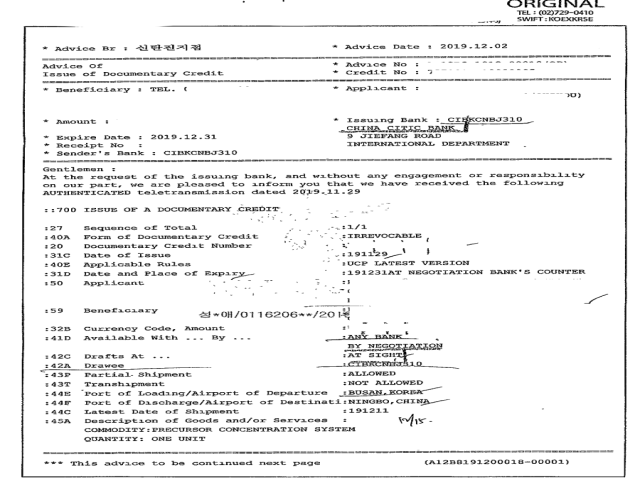 ORIGINAL
TEL : (02)729-0410
SWIFT : KOEXKRSE
* Advice Br : 신탄진지점 * Advice Date : 2019.12.02
Advice Of * Advice No :
Issue of Documentary Credit * Credit No : 7
* Beneficiary : TEL. ( * Applicant :
* Amount : * Issuing Bank : CIBKCNBJ310
CHINA CITIC BANK
* Expire Date : 2019.12.31 9 JIEFANG ROAD
* Receipt No : INTERNATIONAL DEPARTMENT
* Sender's Bank : CIBKCNBJ310
Gentlemen :
At the request of the issuing bank, and without any engagement or responsibility
on our part, we are pleased to inform you that we have received the following
AUTHENTICATED teletransmission dated 2019.11.29
::700 ISSUE OF A DOCUMENTARY CREDIT
:27 Sequence of Total :1/1
:40A Form of Documentary Credit :IRREVOCABLE
:20 Documentary Credit Number :
:31C Date of Issue :191129
:40E Applicable Rules :UCP LATEST VERSION
:31D Date and Place of Expiry :191231AT NEGOTIATION BANK'S COUNTER
:50 Applicant :
:59 Beneficiary :
설*애/0116206**/201
:32B Currency Code, Amount :
:41D Available With ... By ... :ANY BANK
BY NEGOTIATION
:42C Drafts At ... :AT SIGHT
:42A Drawee :CIBKCNBJ310
:43P Partial Shipment :ALLOWED
:43T Transhipment :NOT ALLOWED
:44E Port of Loading/Airport of Departure :BUSAN,KOREA
:44F Port of Discharge/Airport of Destinati:NINGBO,CHINA
:44C Latest Date of Shipment :191211
:45A Description of Goods and/or Services :
COMMODITY:PRECURSOR CONCENTRATION SYSTEM
QUANTITY: ONE UNIT
*** This advice to be continued next page (A12B8191200018-00001)